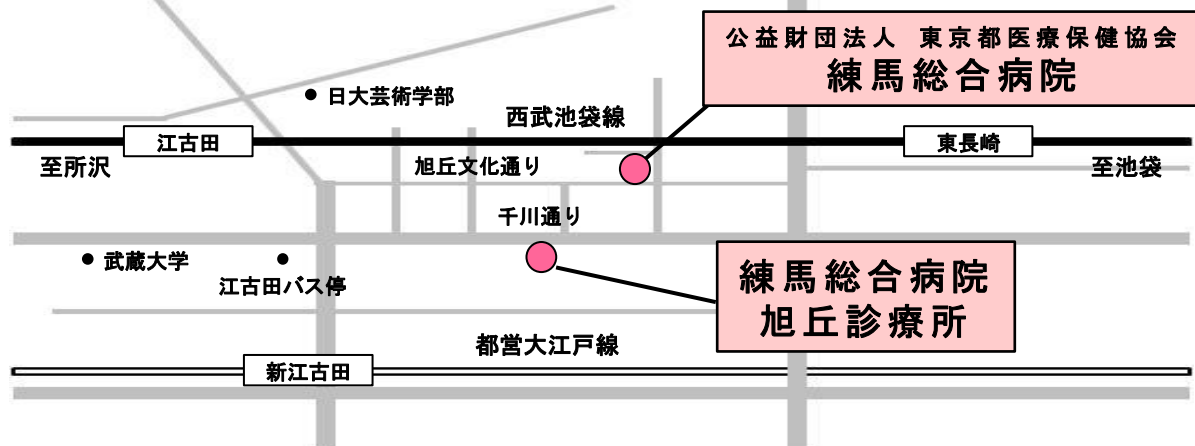 公益財団法人 東京都医療保健協会
練馬総合病院
日大芸術学部
西武池袋線
江古田
東長崎
至所沢
旭丘文化通り
至池袋
千川通り
武蔵大学
江古田バス停
練馬総合病院
旭丘診療所
都営大江戸線
新江古田